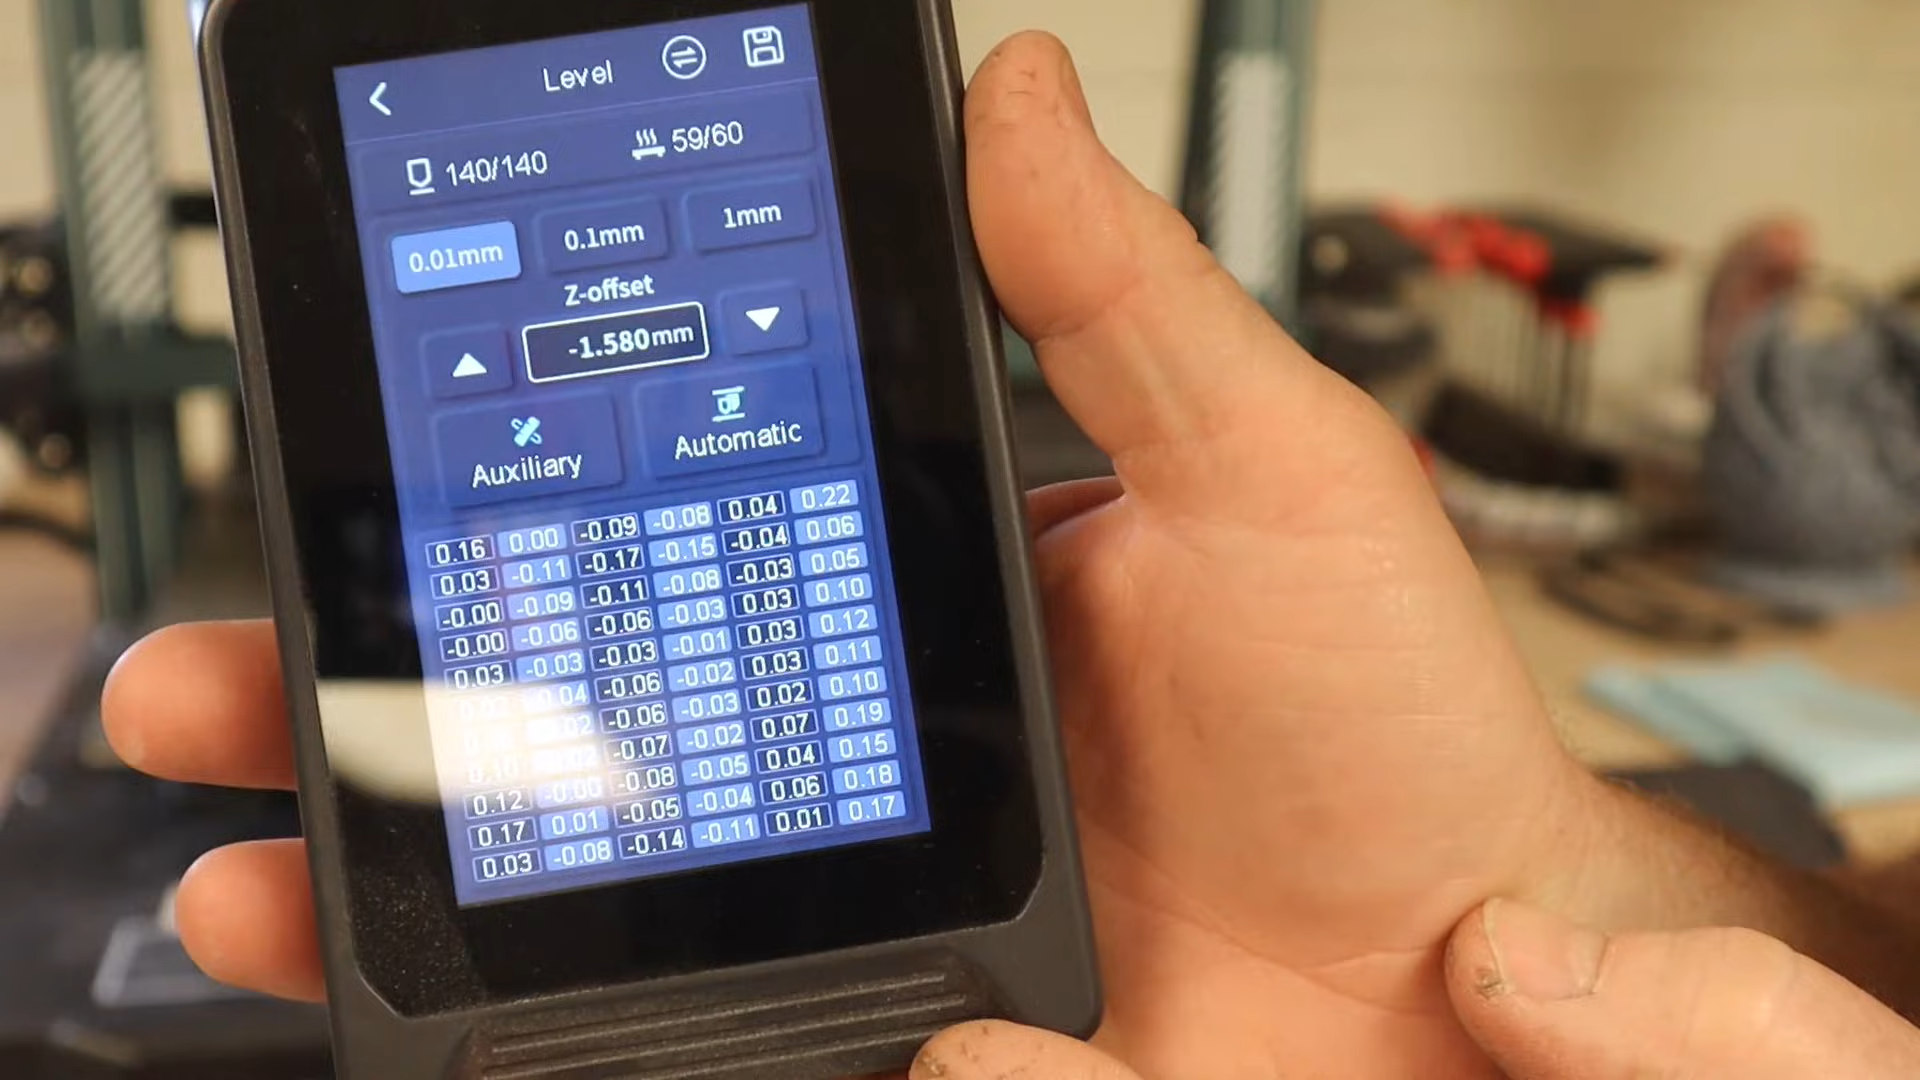 Level
140/140 59/60
0.01mm 0.1mm 1mm
Z-offset
-1.580mm
Auxiliary Automatic
0.16 0.00 -0.09 -0.08 0.04 0.22
0.03 -0.11 -0.17 -0.15 -0.04 0.06
-0.00 -0.09 -0.11 -0.08 -0.03 0.05
-0.00 -0.06 -0.06 -0.03 0.03 0.10
0.03 -0.03 -0.03 -0.01 0.03 0.12
-0.06 -0.02 0.03 0.11
-0.06 -0.03 0.02 0.10
-0.07 -0.02 0.07 0.19
0.12 -0.00 -0.08 -0.05 0.04 0.15
0.17 0.01 -0.05 -0.04 0.06 0.18
0.03 -0.08 -0.14 -0.11 0.01 0.17